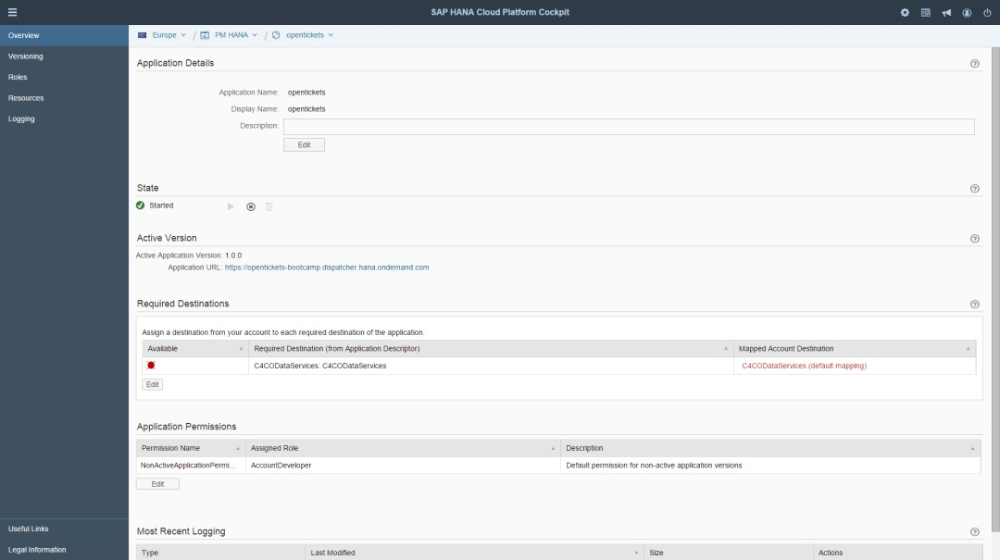 SAP HANA Cloud Platform Cockpit
Overview
Versioning
Roles
Resources
Logging
Useful Links
Legal Information
Europe / PM HANA / opentickets
Application Details
Application Name: opentickets
Display Name: opentickets
Description:
Edit
State
Started
Active Version
Active Application Version: 1.0.0
Application URL: https://opentickets-bootcamp.dispatcher.hana.ondemand.com
Required Destinations
Assign a destination from your account to each required destination of the application.
Available Required Destination (from Application Descriptor) Mapped Account Destination
C4CODataServices: C4CODataServices C4CODataServices (default mapping)
Edit
Application Permissions
Permission Name Assigned Role Description
NonActiveApplicationPermi... AccountDeveloper Default permission for non-active application versions
Edit
Most Recent Logging
Type Last Modified Size Actions